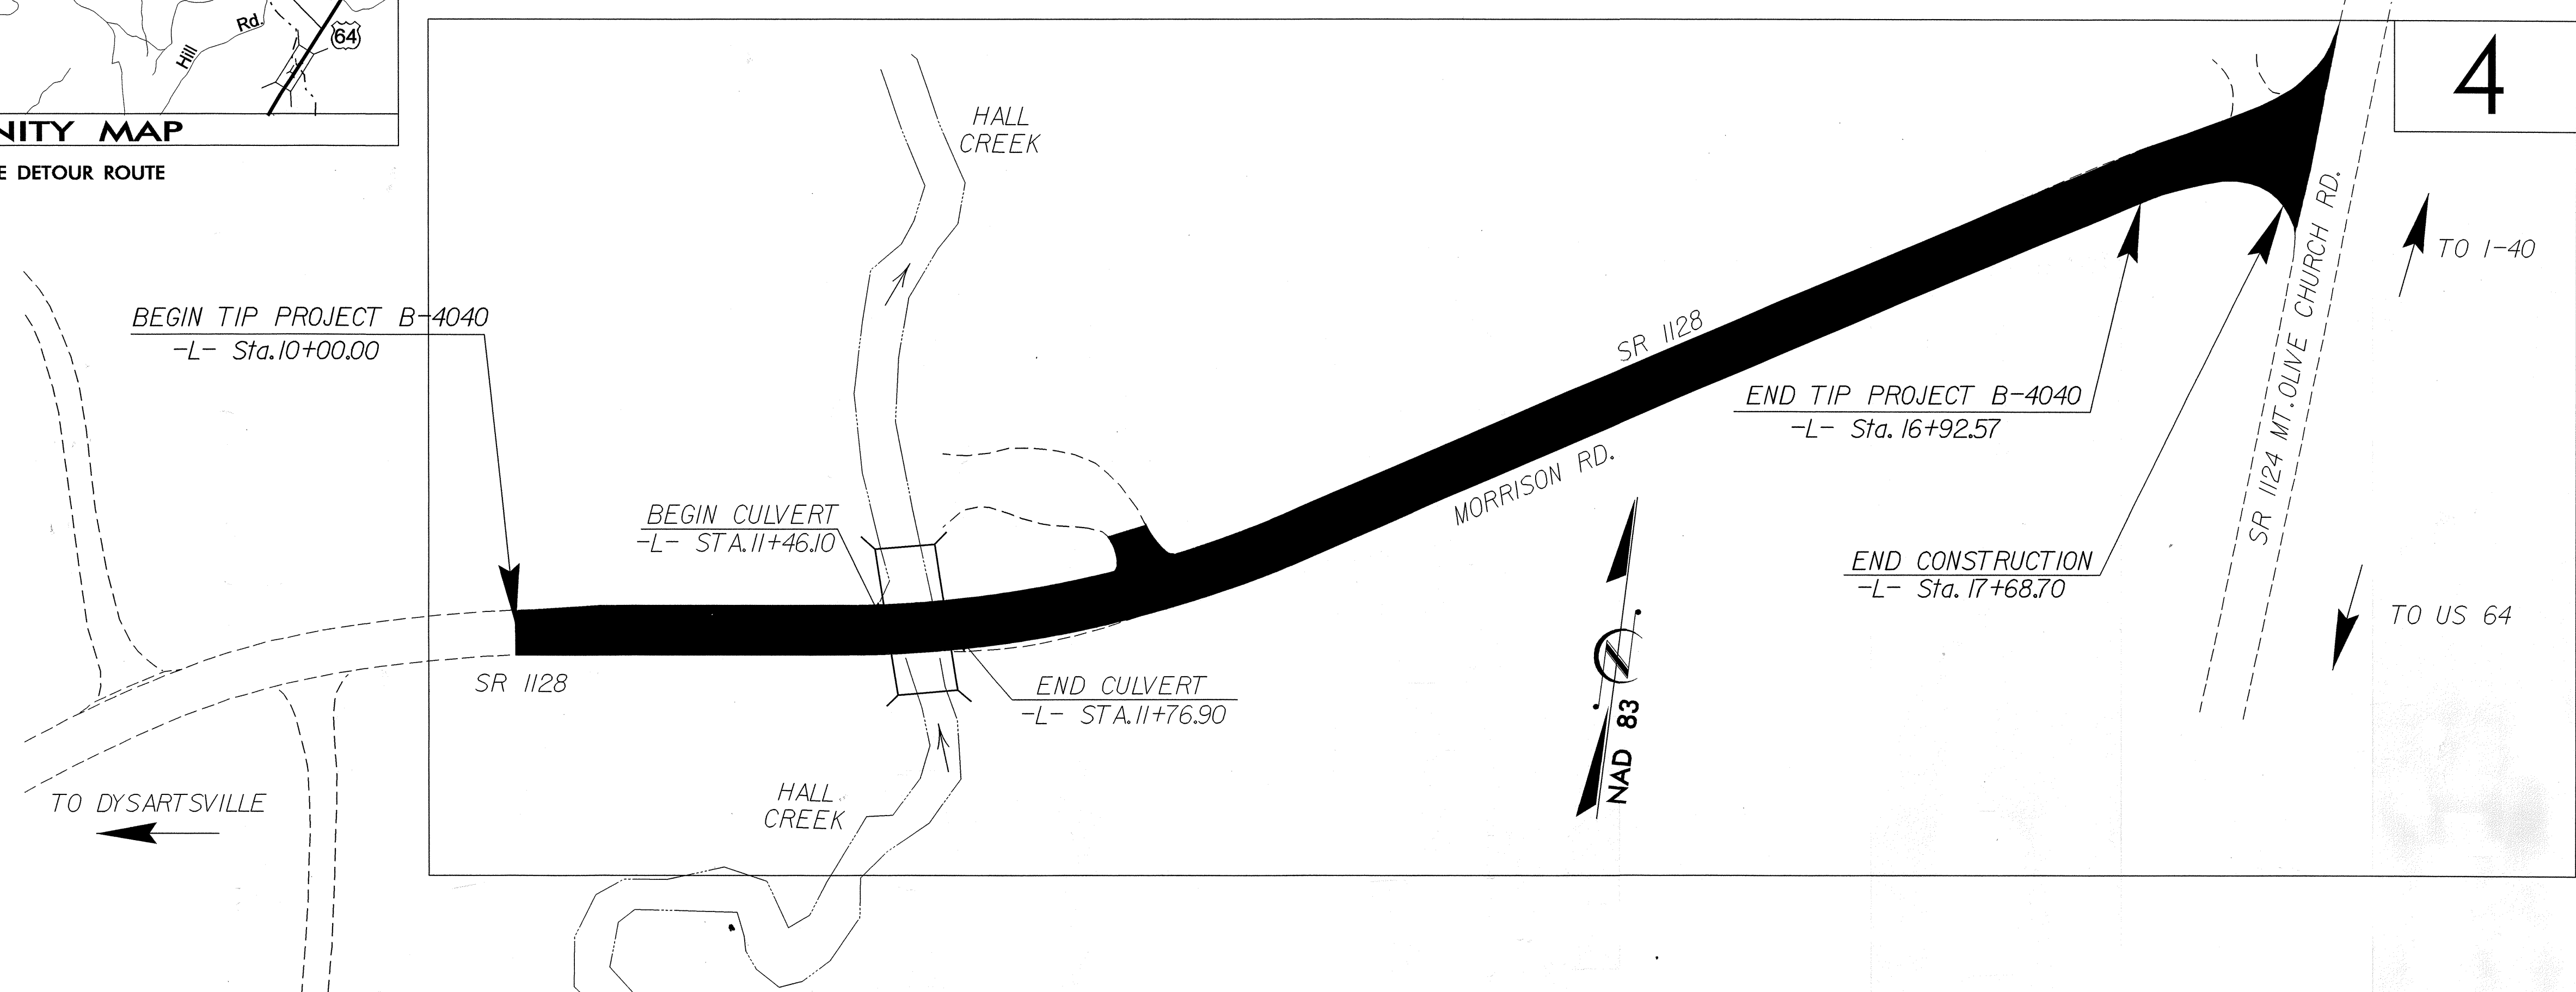 Hill
Rd.
64
NITY MAP
E DETOUR ROUTE
4
HALL
CREEK
BEGIN TIP PROJECT B-4040
-L- Sta.10+00.00
SR 1128
MORRISON RD.
SR 1124 MT.OLIVE CHURCH RD.
TO I-40
END TIP PROJECT B-4040
-L- Sta. 16+92.57
BEGIN CULVERT
-L- STA.11+46.10
END CONSTRUCTION
-L- Sta. 17+68.70
TO US 64
SR 1128
END CULVERT
-L- STA.11+76.90
NAD 83
HALL
CREEK
TO DYSARTSVILLE